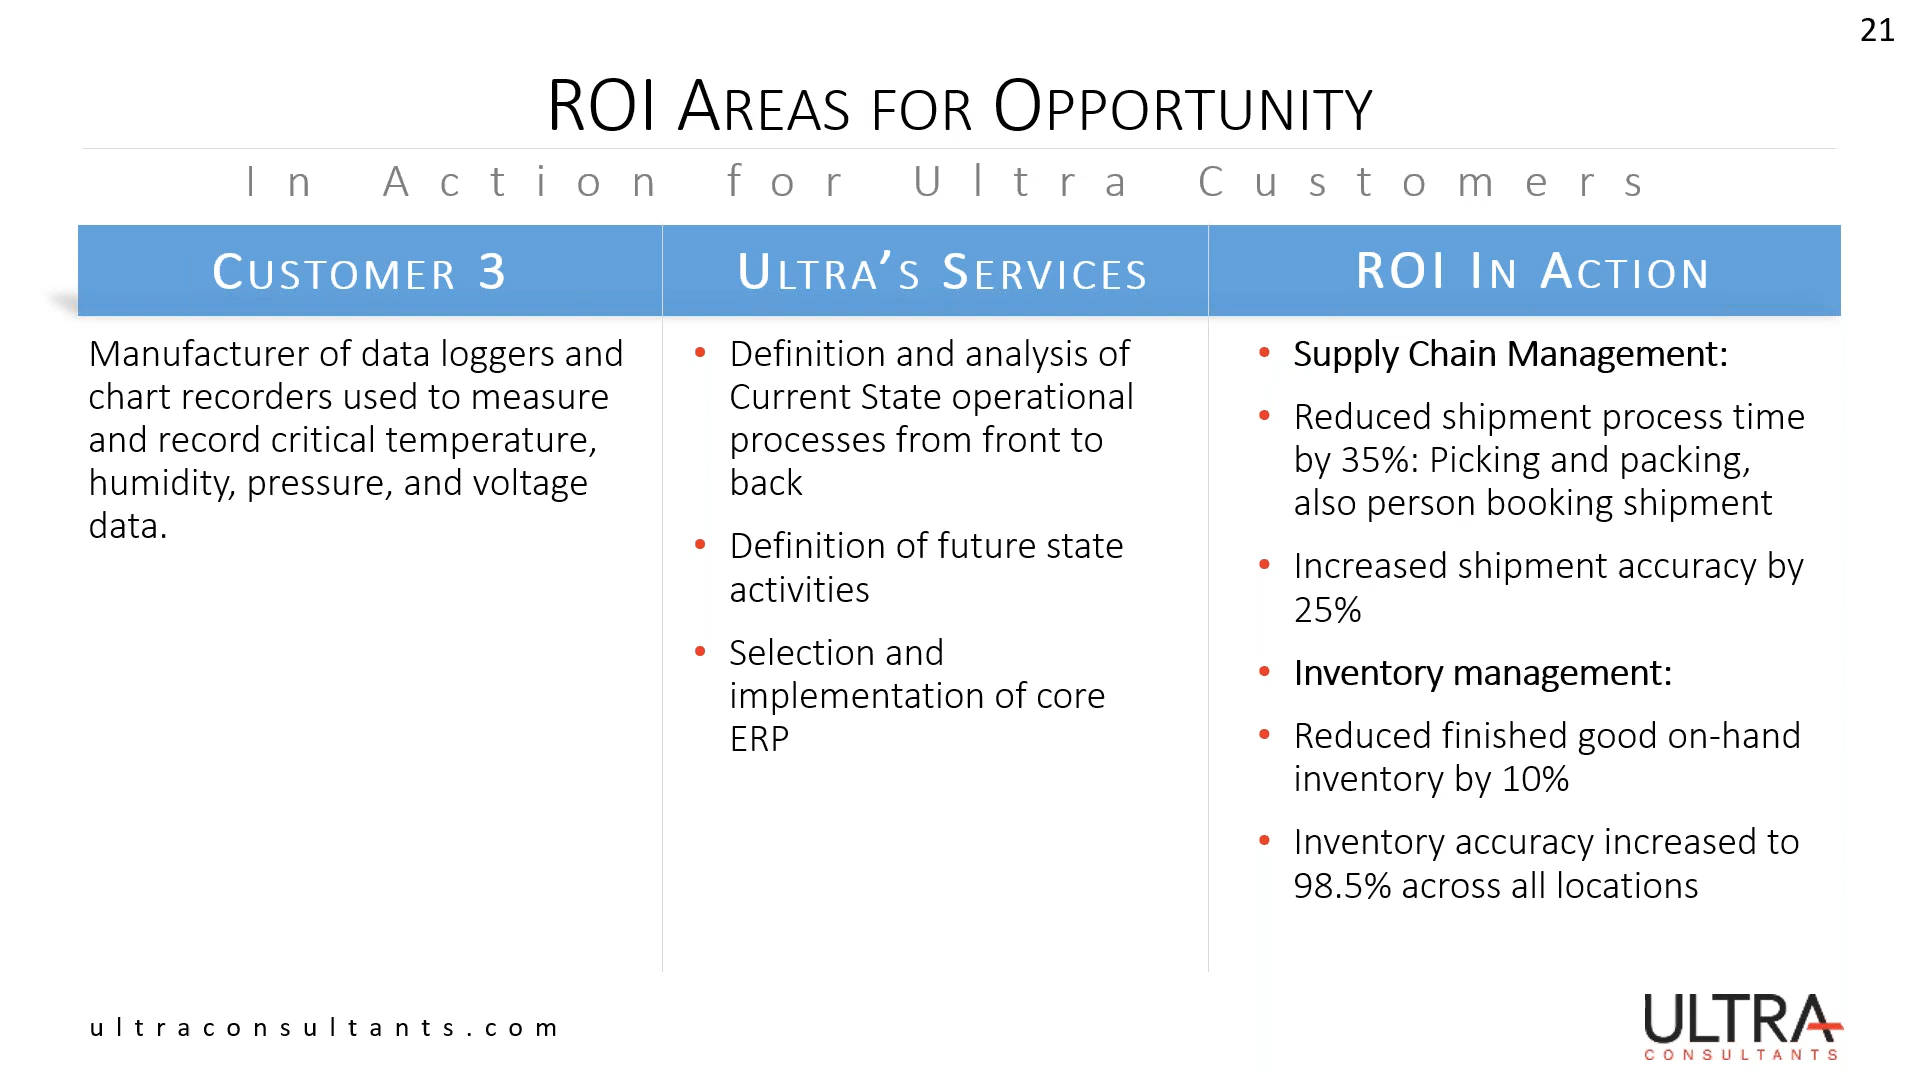 21
ROI Areas for Opportunity
In Action for Ultra Customers
Customer 3
Ultra’s Services
ROI In Action
Manufacturer of data loggers and
chart recorders used to measure
and record critical temperature,
humidity, pressure, and voltage
data.
• Definition and analysis of
Current State operational
processes from front to
back
• Definition of future state
activities
• Selection and
implementation of core
ERP
• Supply Chain Management:
• Reduced shipment process time
by 35%: Picking and packing,
also person booking shipment
• Increased shipment accuracy by
25%
• Inventory management:
• Reduced finished good on-hand
inventory by 10%
• Inventory accuracy increased to
98.5% across all locations
ultraconsultants.com
ULTRA
CONSULTANTS